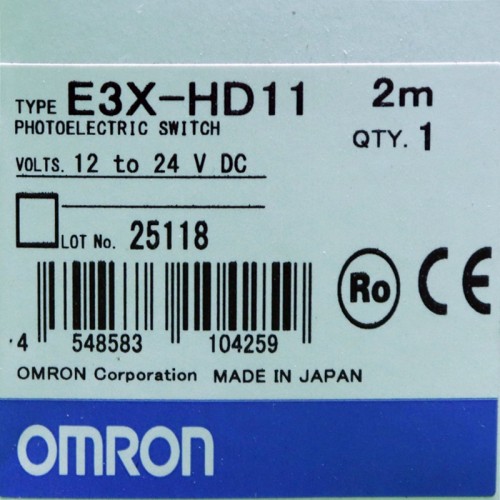 TYPE E3X-HD11 2m
PHOTOELECTRIC SWITCH
QTY. 1
VOLTS. 12 to 24 V DC
LOT No. 25118
Ro CE
4 548583 104259
OMRON Corporation MADE IN JAPAN
OMRON